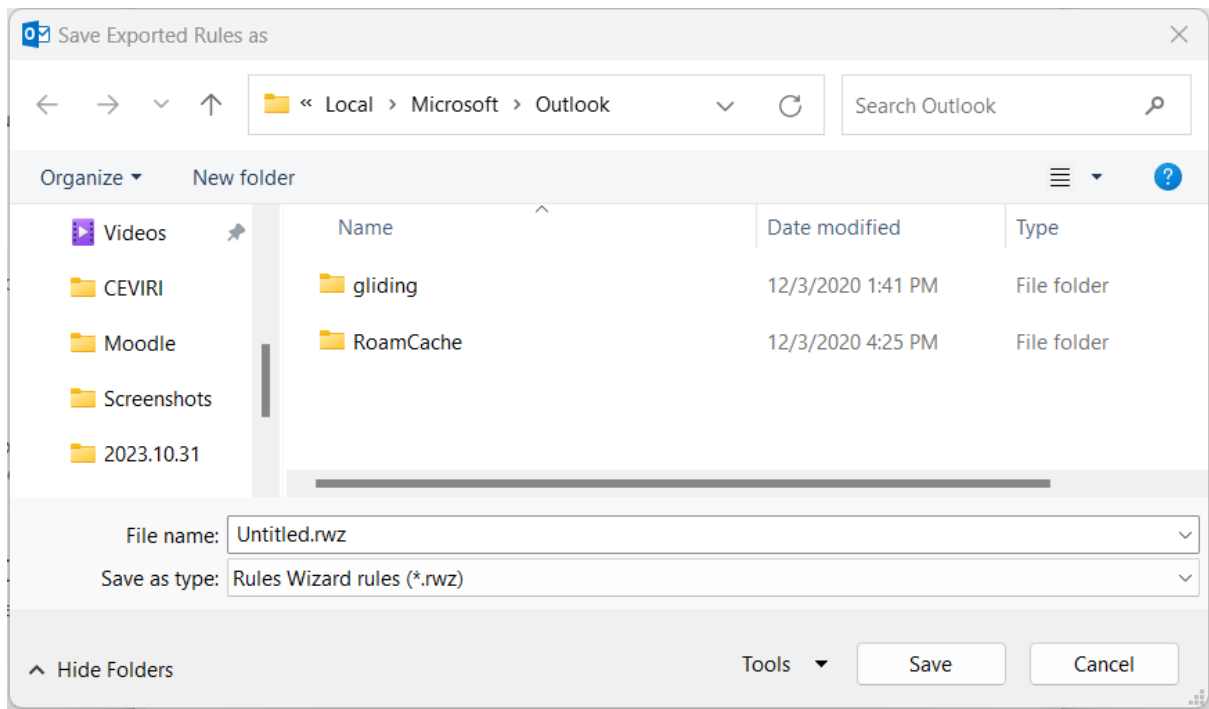 Save Exported Rules as
« Local > Microsoft > Outlook
Search Outlook
Organize
New folder
Name
Date modified
Type
Videos
CEVIRI
Moodle
Screenshots
2023.10.31
gliding 12/3/2020 1:41 PM File folder
RoamCache 12/3/2020 4:25 PM File folder
File name: Untitled.rwz
Save as type: Rules Wizard rules (*.rwz)
Hide Folders
Tools
Save
Cancel